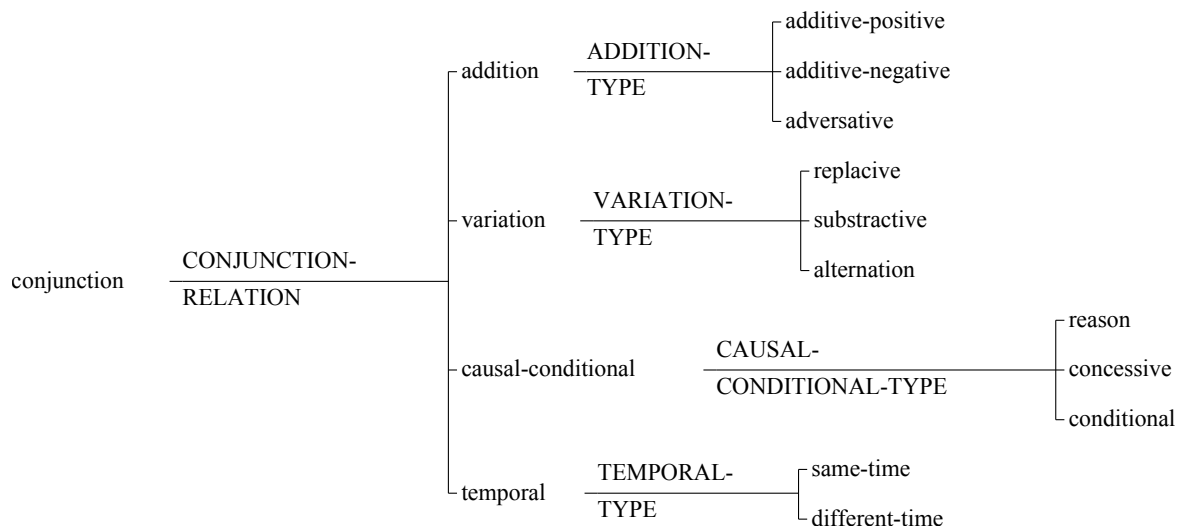 additive-positive
ADDITION-
addition
additive-negative
TYPE
adversative
replacive
VARIATION-
variation
substractive
TYPE
alternation
CONJUNCTION-
conjunction
RELATION
reason
CAUSAL-
causal-conditional
concessive
CONDITIONAL-TYPE
conditional
TEMPORAL-
same-time
temporal
TYPE
different-time